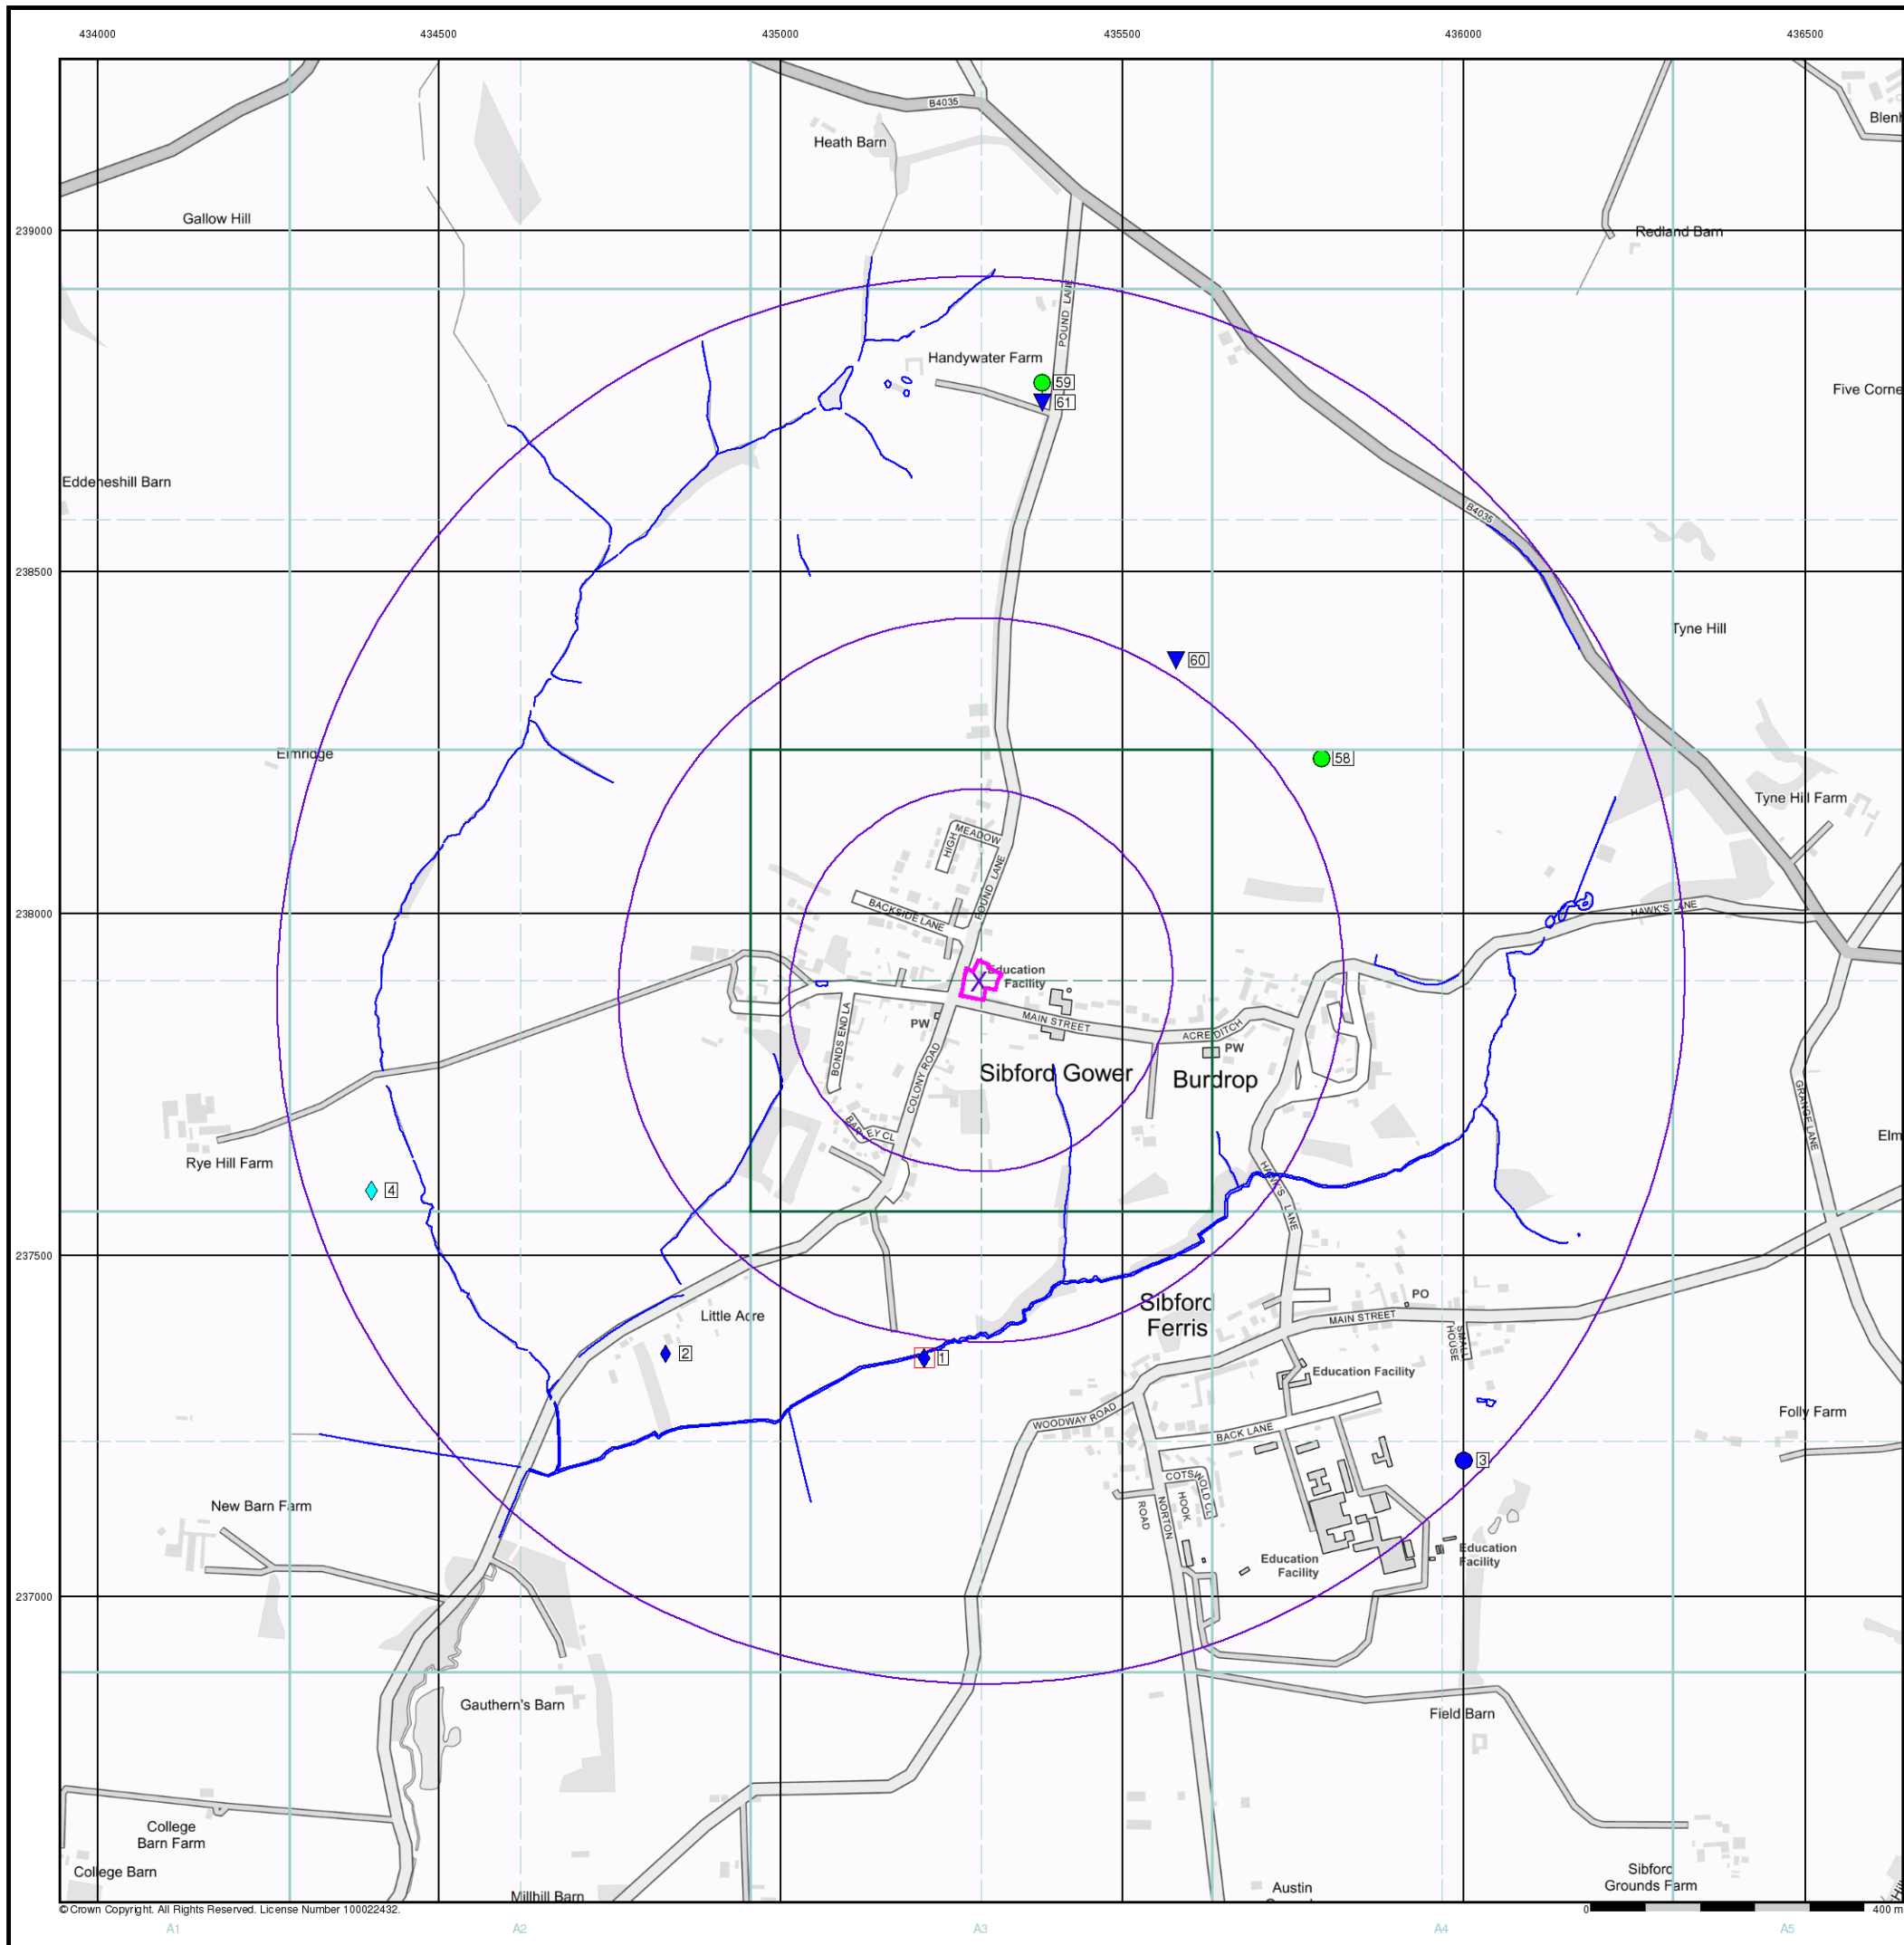 434000 434500 435000 435500 436000 436500
B4035
Blenh
Heath Barn
Gallow Hill
239000
Redland Barn
POUND LANE
Handywater Farm
59
61
Five Corne
Eddeneshill Barn
B4035
238500
Tyne Hill
60
Elmridge
58
Tyne Hill Farm
MEADOW
HIGH
POUND LANE
BACKSIDE LANE
HAWK'S LANE
238000
Education
Facility
BONDS END LA
PW
MAIN STREET
ACRE DITCH
PW
COLONY ROAD
Sibford Gower
Burdrop
GRANGE LANE
BARLEY CL
Elm
Rye Hill Farm
4
HAWK'S LANE
237500
Little Acre
Sibford
Ferris
PO
MAIN STREET
SMALL
HOUSE
2
1
Education Facility
WOODWAY ROAD
BACK LANE
Folly Farm
3
COTSWOLD CL
HOOK
NORTON
ROAD
New Barn Farm
Education
Facility
Education
Facility
237000
Gauthern's Barn
Field Barn
College
Barn Farm
College Barn
Millhill Barn
Sibford
Grounds Farm
Austin
© Crown Copyright. All Rights Reserved. License Number 100022432.
0 400 m
A1 A2 A3 A4 A5